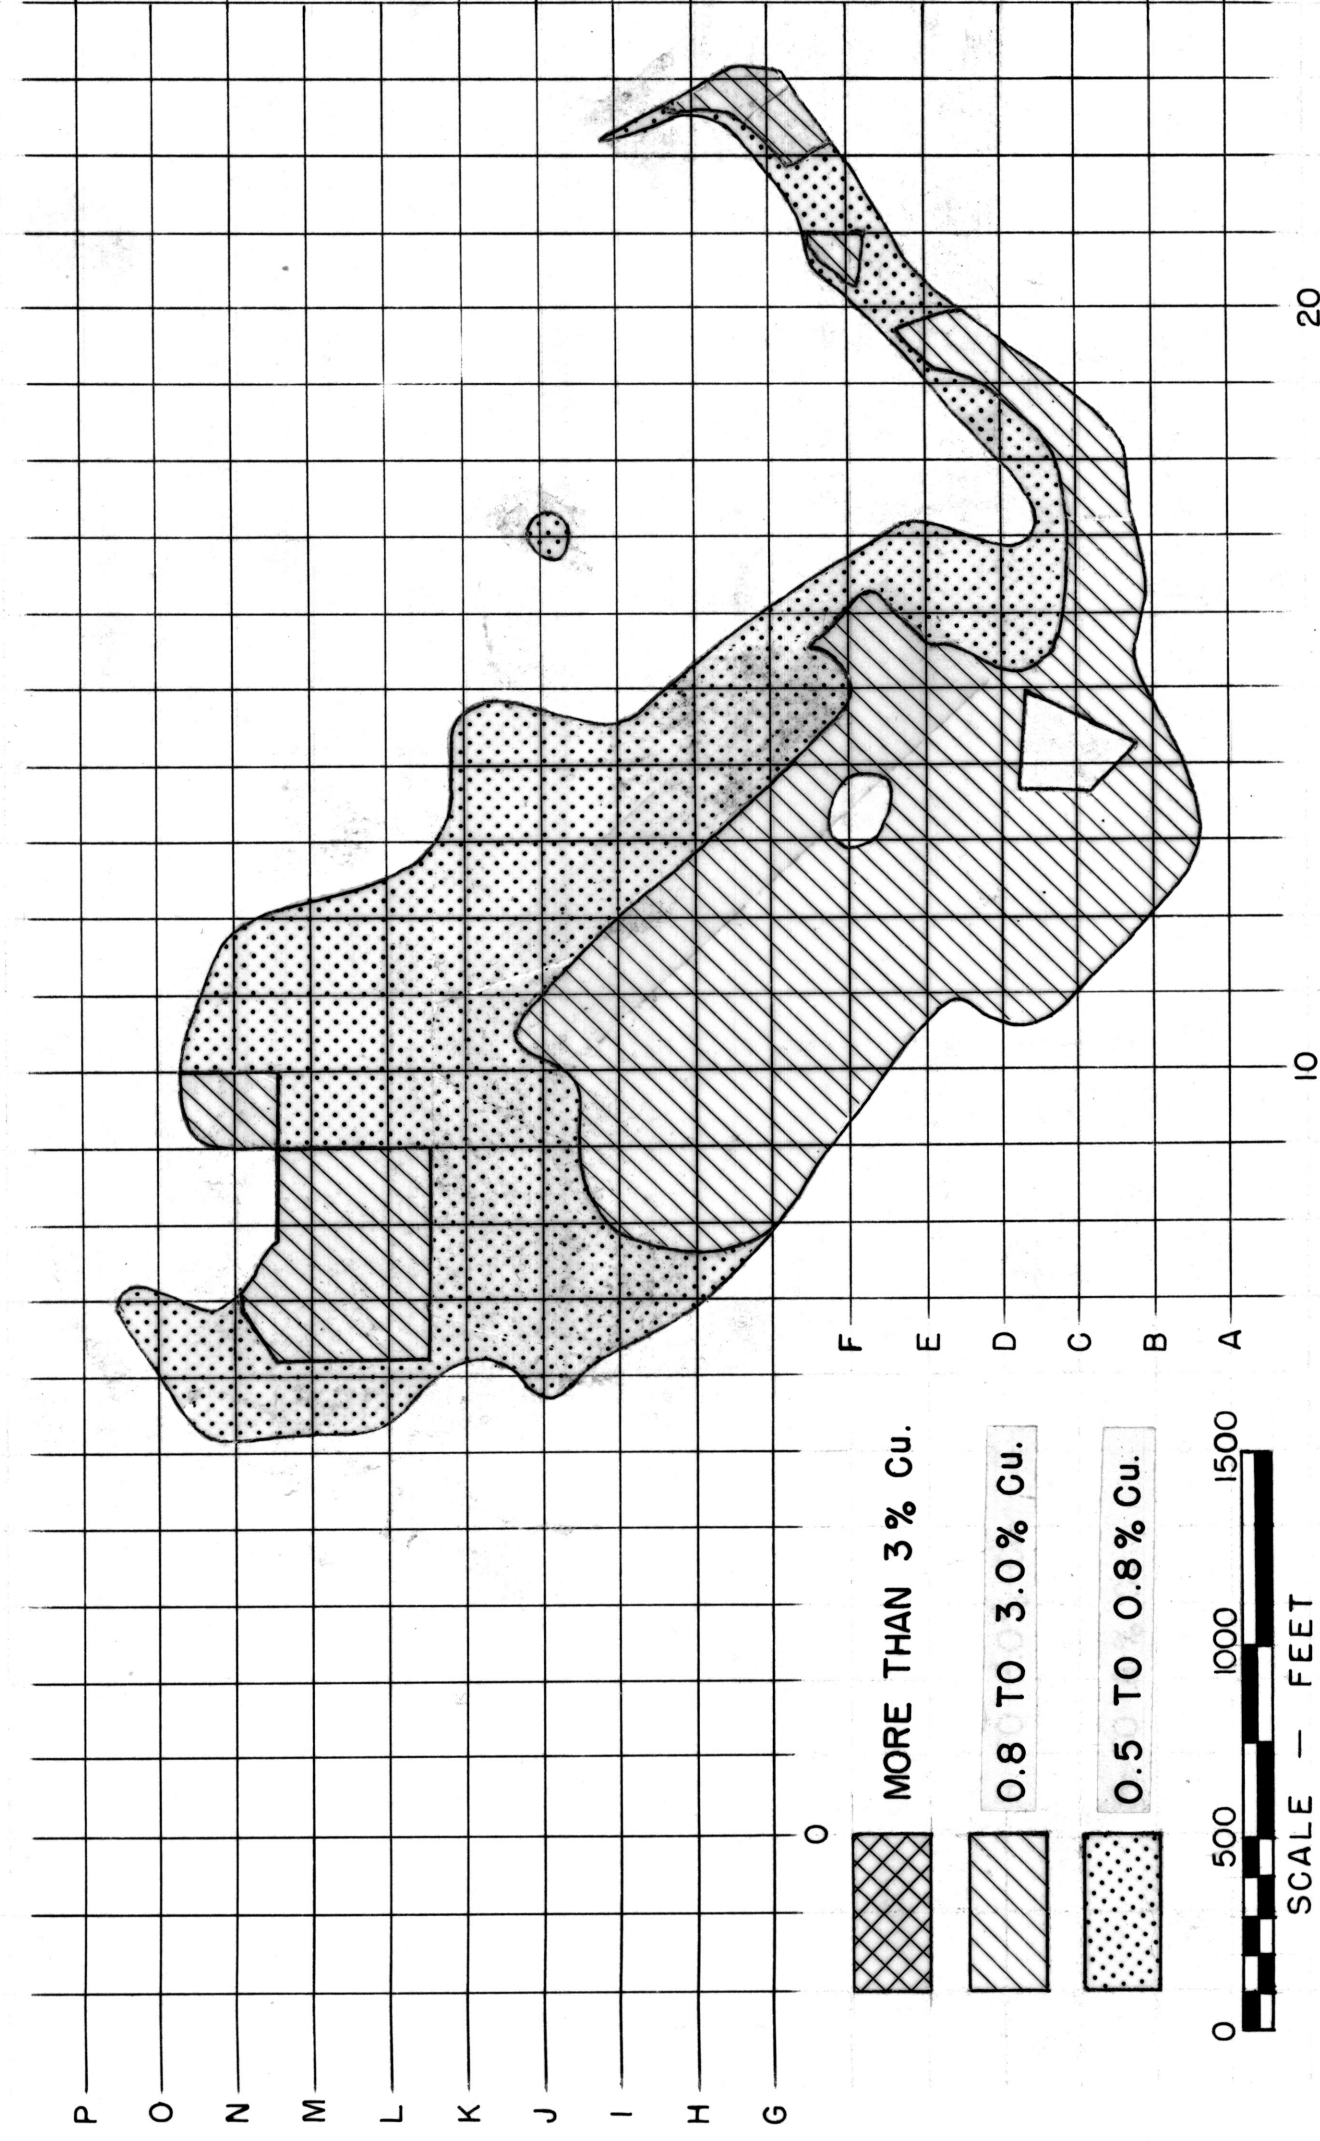 P
O
N
M
L
K
J
I
H
G
F
E
D
C
B
A
0
10
20
MORE THAN 3% Cu.
0.8 TO 3.0% Cu.
0.5 TO 0.8% Cu.
0 500 1000 1500
SCALE — FEET